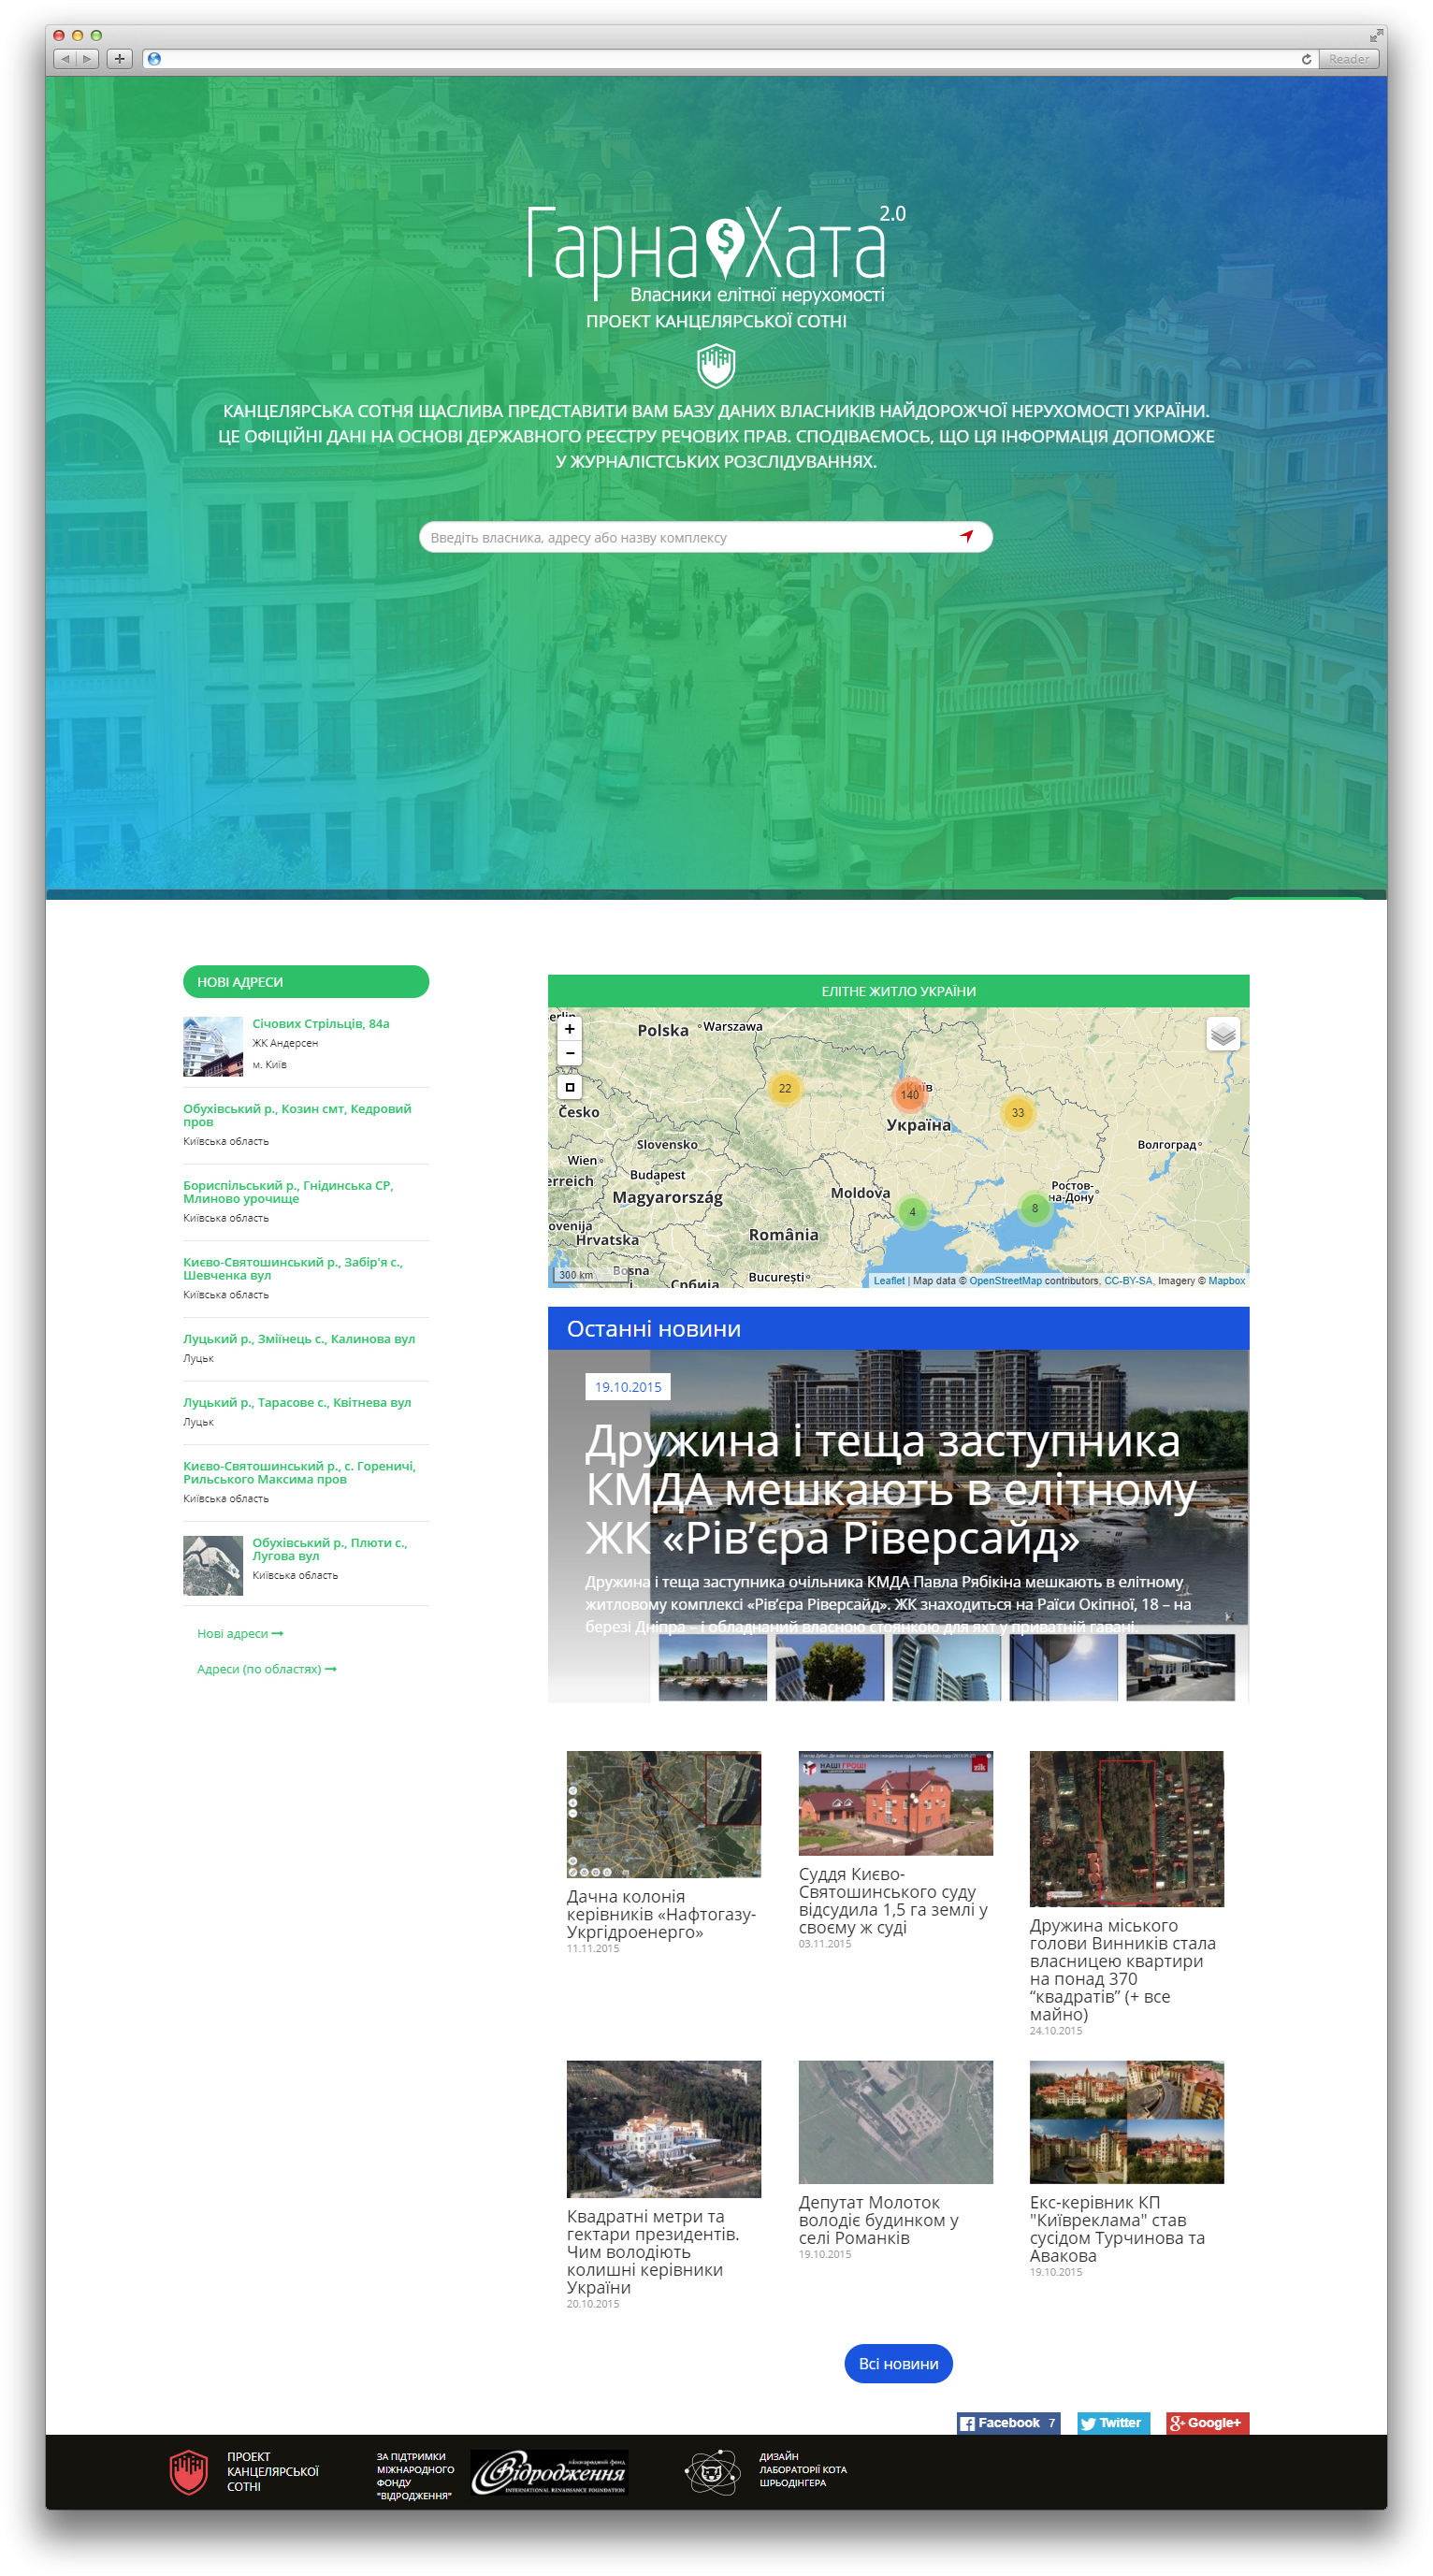 Reader
Гарна Хата 2.0
Власники елітної нерухомості
ПРОЕКТ КАНЦЕЛЯРСЬКОЇ СОТНІ
КАНЦЕЛЯРСЬКА СОТНЯ ЩАСЛИВА ПРЕДСТАВИТИ ВАМ БАЗУ ДАНИХ ВЛАСНИКІВ НАЙДОРОЖЧОЇ НЕРУХОМОСТІ УКРАЇНИ.
ЦЕ ОФІЦІЙНІ ДАНІ НА ОСНОВІ ДЕРЖАВНОГО РЕЄСТРУ РЕЧОВИХ ПРАВ. СПОДІВАЄМОСЬ, ЩО ЦЯ ІНФОРМАЦІЯ ДОПОМОЖЕ
У ЖУРНАЛІСТСЬКИХ РОЗСЛІДУВАННЯХ.
Введіть власника, адресу або назву комплексу
НОВІ АДРЕСИ
Січових Стрільців, 84а
ЖК Андерсен
м. Київ
Обухівський р., Козин смт, Кедровий
пров
Київська область
Бориспільський р., Гнідинська СР,
Млиново урочище
Київська область
Києво-Святошинський р., Забір'я с.,
Шевченка вул
Київська область
Луцький р., Зміїнець с., Калинова вул
Луцьк
Луцький р., Тарасове с., Квітнева вул
Луцьк
Києво-Святошинський р., с. Гореничі,
Рильського Максима пров
Київська область
Обухівський р., Плюти с.,
Лугова вул
Київська область
Нові адреси
Адреси (по областях)
ЕЛІТНЕ ЖИТЛО УКРАЇНИ
+
Polska
Warszawa
−
22
140
Київ
33
Česko
Україна
Slovensko
Волгоград
Wien
Budapest
erreich
Magyarország
Moldova
Ростов-
на-Дону
4
8
ovenija
Hrvatska
România
Bosna
300 km
Србија
București
Leaflet | Map data © OpenStreetMap contributors, CC-BY-SA, Imagery © Mapbox
Останні новини
19.10.2015
Дружина і теща заступника
КМДА мешкають в елітному
ЖК «Рів’єра Ріверсайд»
Дружина і теща заступника очільника КМДА Павла Рябікіна мешкають в елітному
житловому комплексі «Рів’єра Ріверсайд». ЖК знаходиться на Раїси Окіпної, 18 – на
березі Дніпра – і обладнаний власною стоянкою для яхт у приватній гавані.
НАШІ ГРОШІ
zik
Дачна колонія
керівників «Нафтогазу-
Укргідроенерго»
11.11.2015
Суддя Києво-
Святошинського суду
відсудила 1,5 га землі у
своєму ж суді
03.11.2015
Дружина міського
голови Винників стала
власницею квартири
на понад 370
“квадратів” (+ все
майно)
24.10.2015
Квадратні метри та
гектари президентів.
Чим володіють
колишні керівники
України
20.10.2015
Депутат Молоток
володіє будинком у
селі Романків
19.10.2015
Екс-керівник КП
"Київреклама" став
сусідом Турчинова та
Авакова
19.10.2015
Всі новини
Facebook 7
Twitter
Google+
ПРОЕКТ
КАНЦЕЛЯРСЬКОЇ
СОТНІ
ЗА ПІДТРИМКИ
МІЖНАРОДНОГО
ФОНДУ
"ВІДРОДЖЕННЯ"
міжнародний фонд
Відродження
INTERNATIONAL RENAISSANCE FOUNDATION
ДИЗАЙН
ЛАБОРАТОРІЇ КОТА
ШРЬОДІНГЕРА